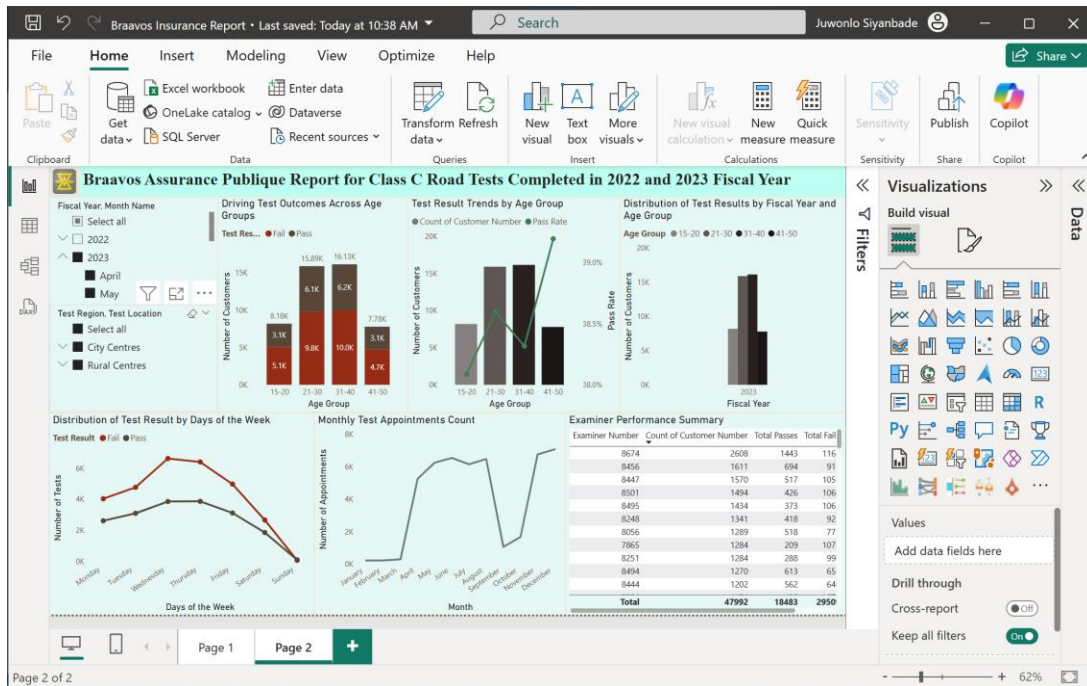 Braavos Insurance Report • Last saved: Today at 10:38 AM
Search
Juwonlo Siyanbade
File
Home
Insert
Modeling
View
Optimize
Help
Share
Paste
Get data
Excel workbook
OneLake catalog
SQL Server
Enter data
Dataverse
Recent sources
Transform data
Refresh
New visual
Text box
More visuals
New visual calculation
New measure
Quick measure
Sensitivity
Publish
Copilot
Clipboard
Data
Queries
Insert
Calculations
Sensitivity
Share
Copilot
Braavos Assurance Publique Report for Class C Road Tests Completed in 2022 and 2023 Fiscal Year
Fiscal Year, Month Name
Select all
2022
2023
April
May
Test Region, Test Location
Select all
City Centres
Rural Centres
Driving Test Outcomes Across Age Groups
Test Res... Fail Pass
Number of Customers
15K
10K
5K
0K
8.18K
15.89K
16.13K
7.78K
3.1K
6.1K
6.2K
3.1K
5.1K
9.8K
10.0K
4.7K
15-20 21-30 31-40 41-50
Age Group
Test Result Trends by Age Group
Count of Customer Number Pass Rate
Number of Customers
20K
15K
10K
5K
0K
39.0%
38.5%
38.0%
Pass Rate
15-20 21-30 31-40 41-50
Age Group
Distribution of Test Results by Fiscal Year and Age Group
Age Group 15-20 21-30 31-40 41-50
Number of Customers
20K
15K
10K
5K
0K
2023
Fiscal Year
Distribution of Test Result by Days of the Week
Test Result Fail Pass
Number of Tests
6K
4K
2K
0K
Monday Tuesday Wednesday Thursday Friday Saturday Sunday
Days of the Week
Monthly Test Appointments Count
Number of Appointments
8K
6K
4K
2K
0K
January February March April May June July August September October November December
Month
Examiner Performance Summary
Examiner Number Count of Customer Number Total Passes Total Fail
8674 2608 1443 116
8456 1611 694 91
8447 1570 517 105
8501 1494 426 106
8495 1434 373 106
8248 1341 418 92
8056 1289 518 77
7865 1284 209 107
8251 1284 288 99
8494 1270 613 65
8444 1202 562 64
Total 47992 18483 2950
Filters
Visualizations
Build visual
Data
123
R
Py
123
Values
Add data fields here
Drill through
Cross-report
Off
Keep all filters
On
Page 1
Page 2
Page 2 of 2
62%